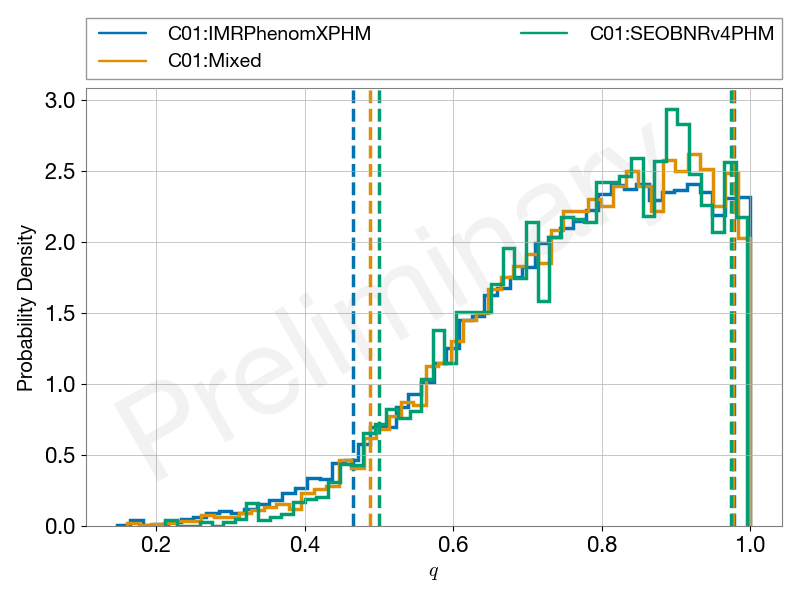 C01:IMRPhenomXPHM
C01:Mixed
C01:SEOBNRv4PHM
3.0
2.5
2.0
1.5
1.0
0.5
0.0
Probability Density
Preliminary
0.2 0.4 0.6 0.8 1.0
q